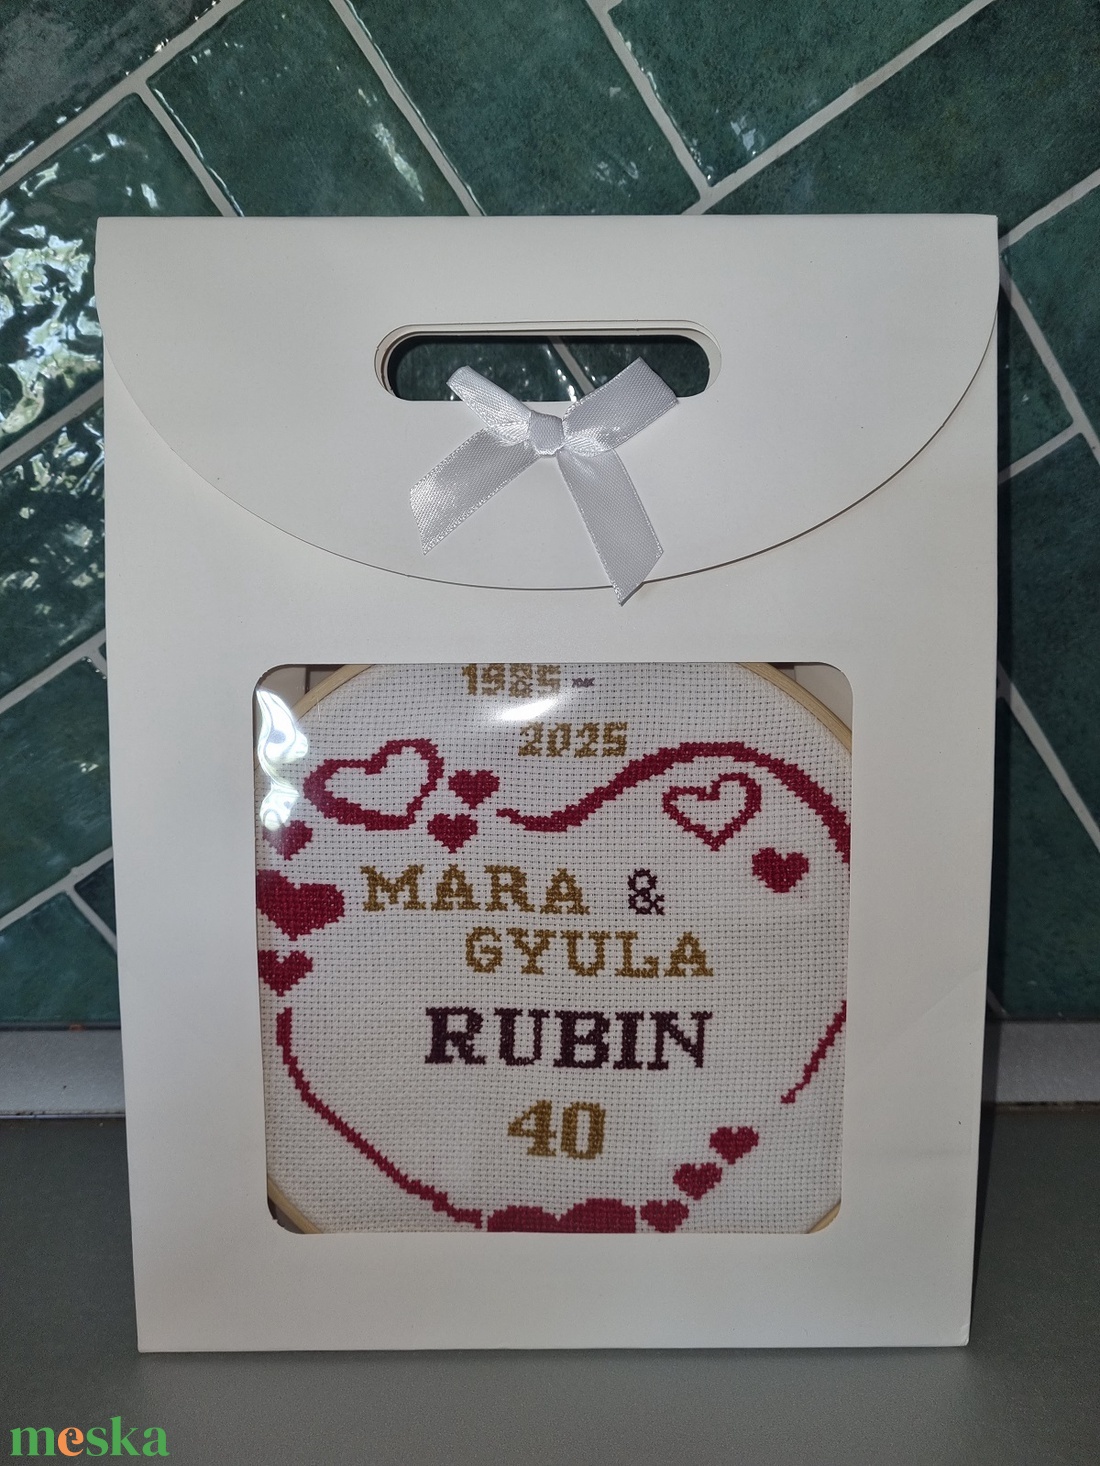 1985-
2025
MARA &
GYULA
RUBIN
40
meska